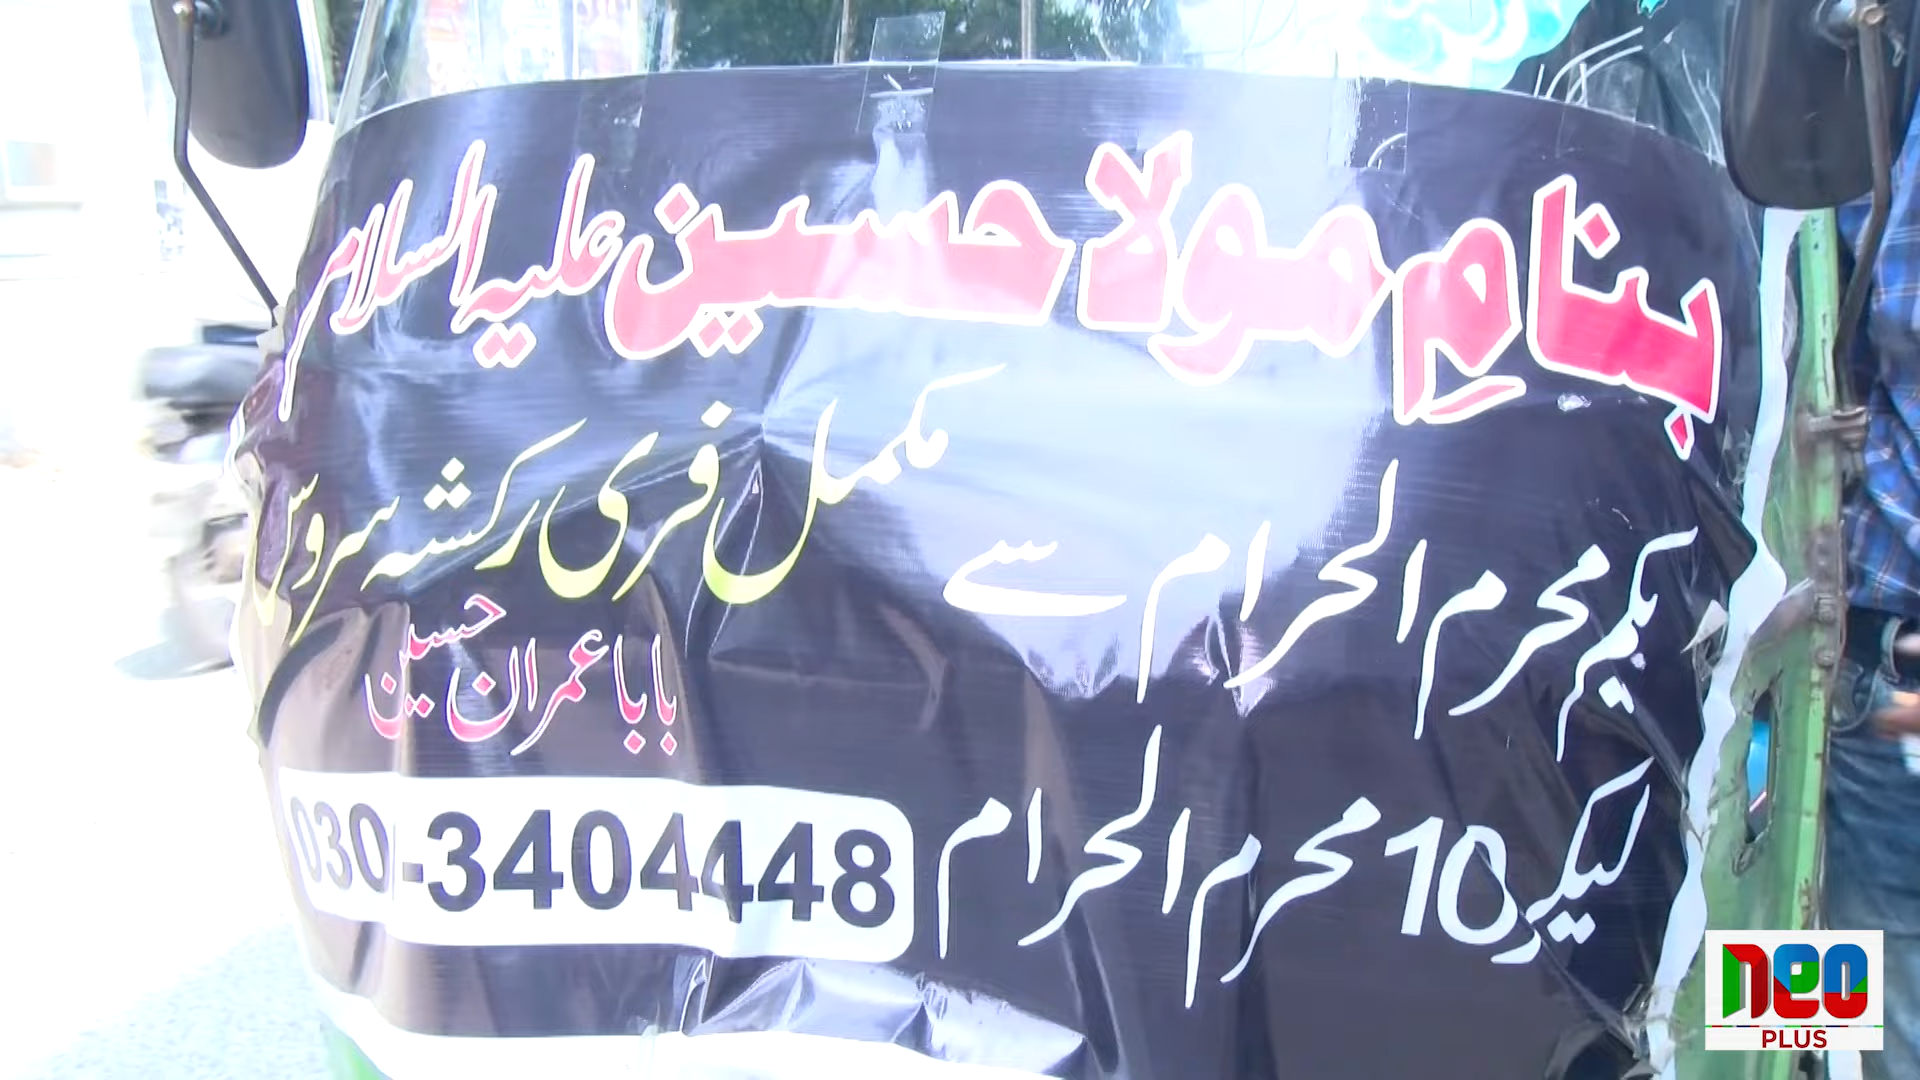 بنامِ مولا حسین علیہ السلام
یکم محرم الحرام سے
لیکر 10 محرم الحرام
مکمل فری رکشہ سروس
بابا عمران حسین
030-3404448
neo
PLUS